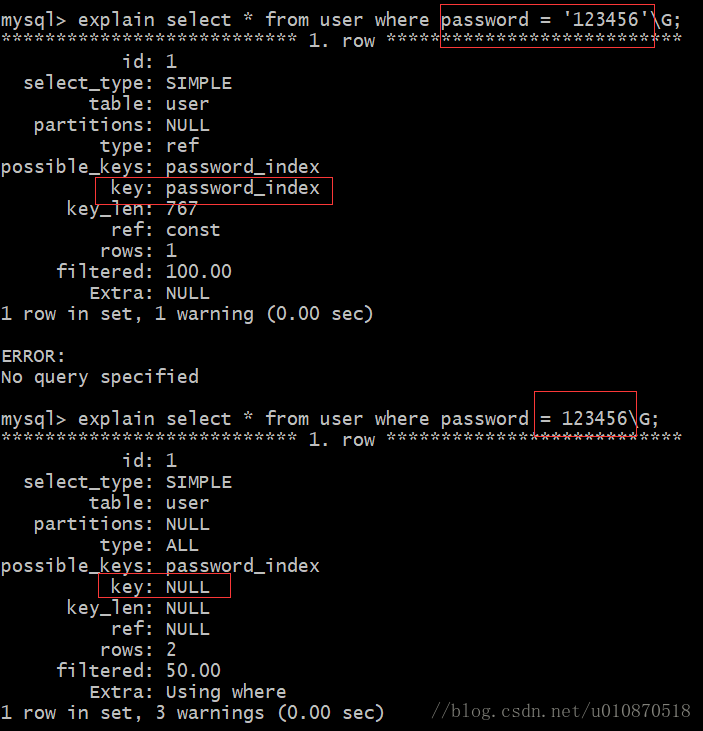 mysql> explain select * from user where password = '123456'\G;
*************************** 1. row ***************************
id: 1
select_type: SIMPLE
table: user
partitions: NULL
type: ref
possible_keys: password_index
key: password_index
key_len: 767
ref: const
rows: 1
filtered: 100.00
Extra: NULL
1 row in set, 1 warning (0.00 sec)
ERROR:
No query specified
mysql> explain select * from user where password = 123456\G;
*************************** 1. row ***************************
id: 1
select_type: SIMPLE
table: user
partitions: NULL
type: ALL
possible_keys: password_index
key: NULL
key_len: NULL
ref: NULL
rows: 2
filtered: 50.00
Extra: Using where
1 row in set, 3 warnings (0.00 sec)
//blog.csdn.net/u010870518